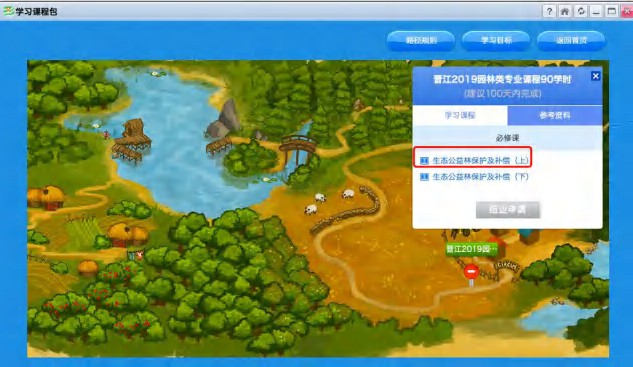 学习课程包
路径规则 学习目标 返回首页
晋江2019园林类专业课程90学时
(建议100天内完成)
学习课程 参考资料
必修课
生态公益林保护及补偿（上）
生态公益林保护及补偿（下）
结业申请
晋江2019园…